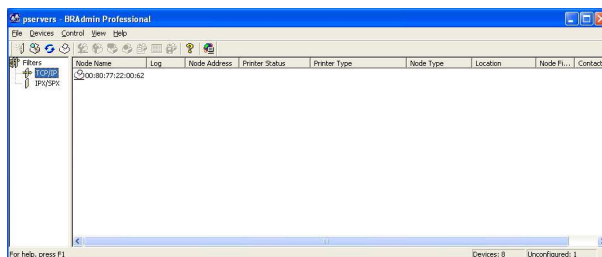 pservers - BRAdmin Professional
File Devices Control View Help
Filters
TCP/IP
IPX/SPX
Node Name Log Node Address Printer Status Printer Type Node Type Location Node Fi... Contact
00:80:77:22:00:62
For help, press F1 Devices: 8 Unconfigured: 1